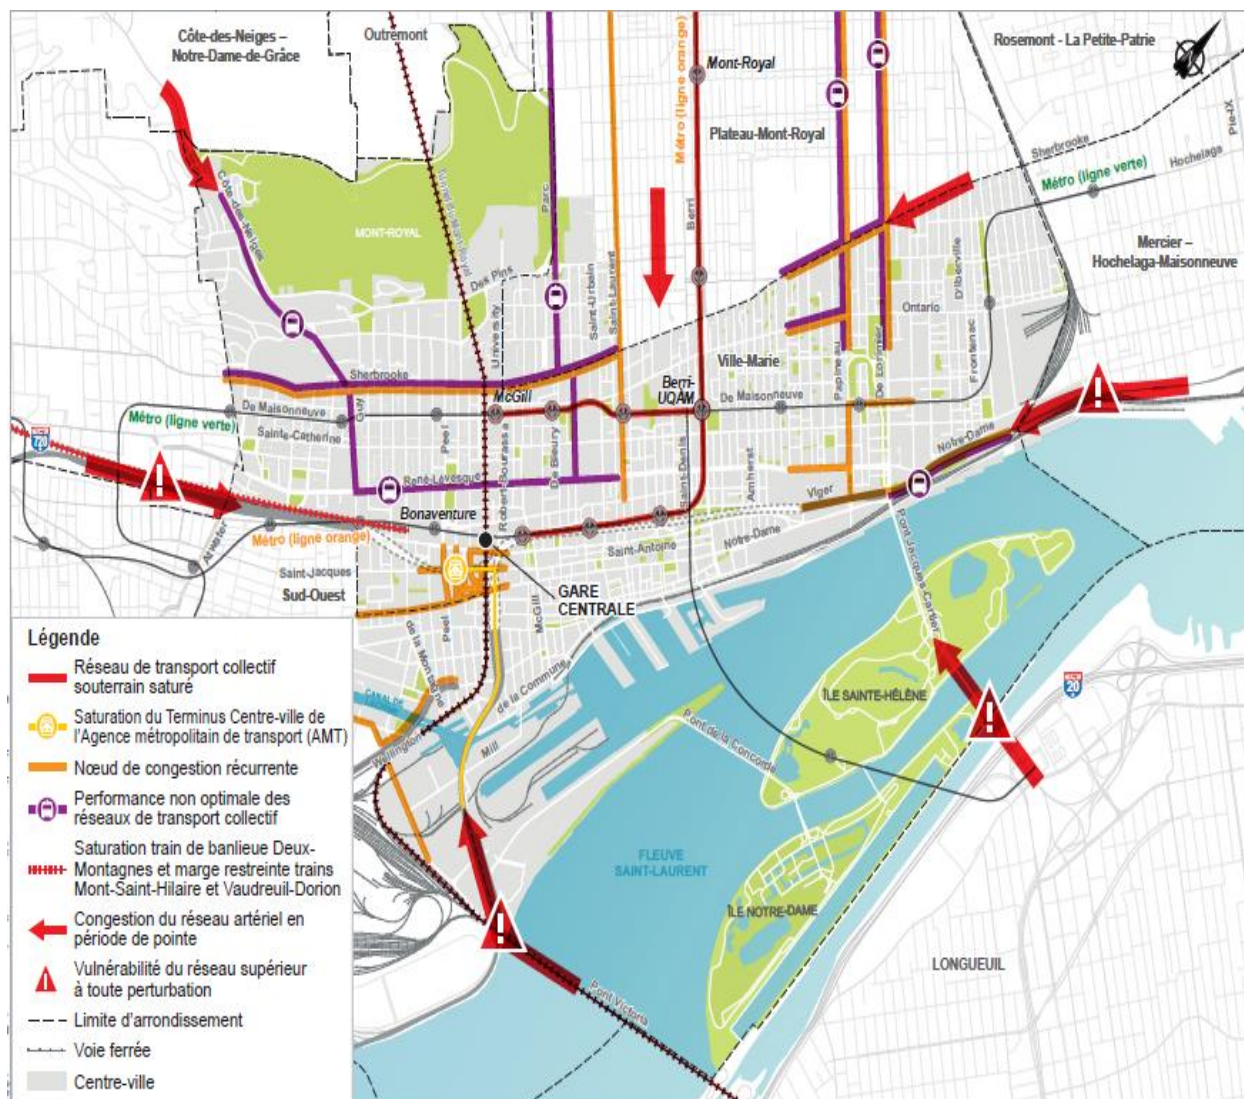 Côte-des-Neiges –
Notre-Dame-de-Grâce
Outremont
Métro (ligne orange)
Mont-Royal
Rosemont - La Petite-Patrie
Plateau-Mont-Royal
Pie-IX
Sherbrooke
Hochelaga
Métro (ligne verte)
Mercier –
Hochelaga-Maisonneuve
Côte-des-Neiges
MONT-ROYAL
Tunnel du Mont-Royal
Parc
Berri
Des Pins
University
Saint-Urbain
Saint-Laurent
D'Iberville
Ontario
Frontenac
Papineau
De Lorimier
Ville-Marie
Sherbrooke
McGill
Berri-
UQAM
De Maisonneuve
De Maisonneuve
Guy
Peel
Métro (ligne verte)
Sainte-Catherine
Robert-Bourassa
De Bleury
Saint-Denis
Amherst
Notre-Dame
720
René-Lévesque
Viger
Bonaventure
Atwater
Métro (ligne orange)
Saint-Antoine
Notre-Dame
Pont Jacques-Cartier
Saint-Jacques
Sud-Ouest
GARE
CENTRALE
Peel
McGill
de la Montagne
de la Commune
CANAL DE
Wellington
Mill
Pont de la Concorde
ÎLE SAINTE-HÉLÈNE
20
FLEUVE
SAINT-LAURENT
ÎLE NOTRE-DAME
LONGUEUIL
Pont Victoria
Légende
Réseau de transport collectif
souterrain saturé
Saturation du Terminus Centre-ville de
l'Agence métropolitain de transport (AMT)
Nœud de congestion récurrente
Performance non optimale des
réseaux de transport collectif
Saturation train de banlieue Deux-
Montagnes et marge restreinte trains
Mont-Saint-Hilaire et Vaudreuil-Dorion
Congestion du réseau artériel en
période de pointe
Vulnérabilité du réseau supérieur
à toute perturbation
Limite d'arrondissement
Voie ferrée
Centre-ville